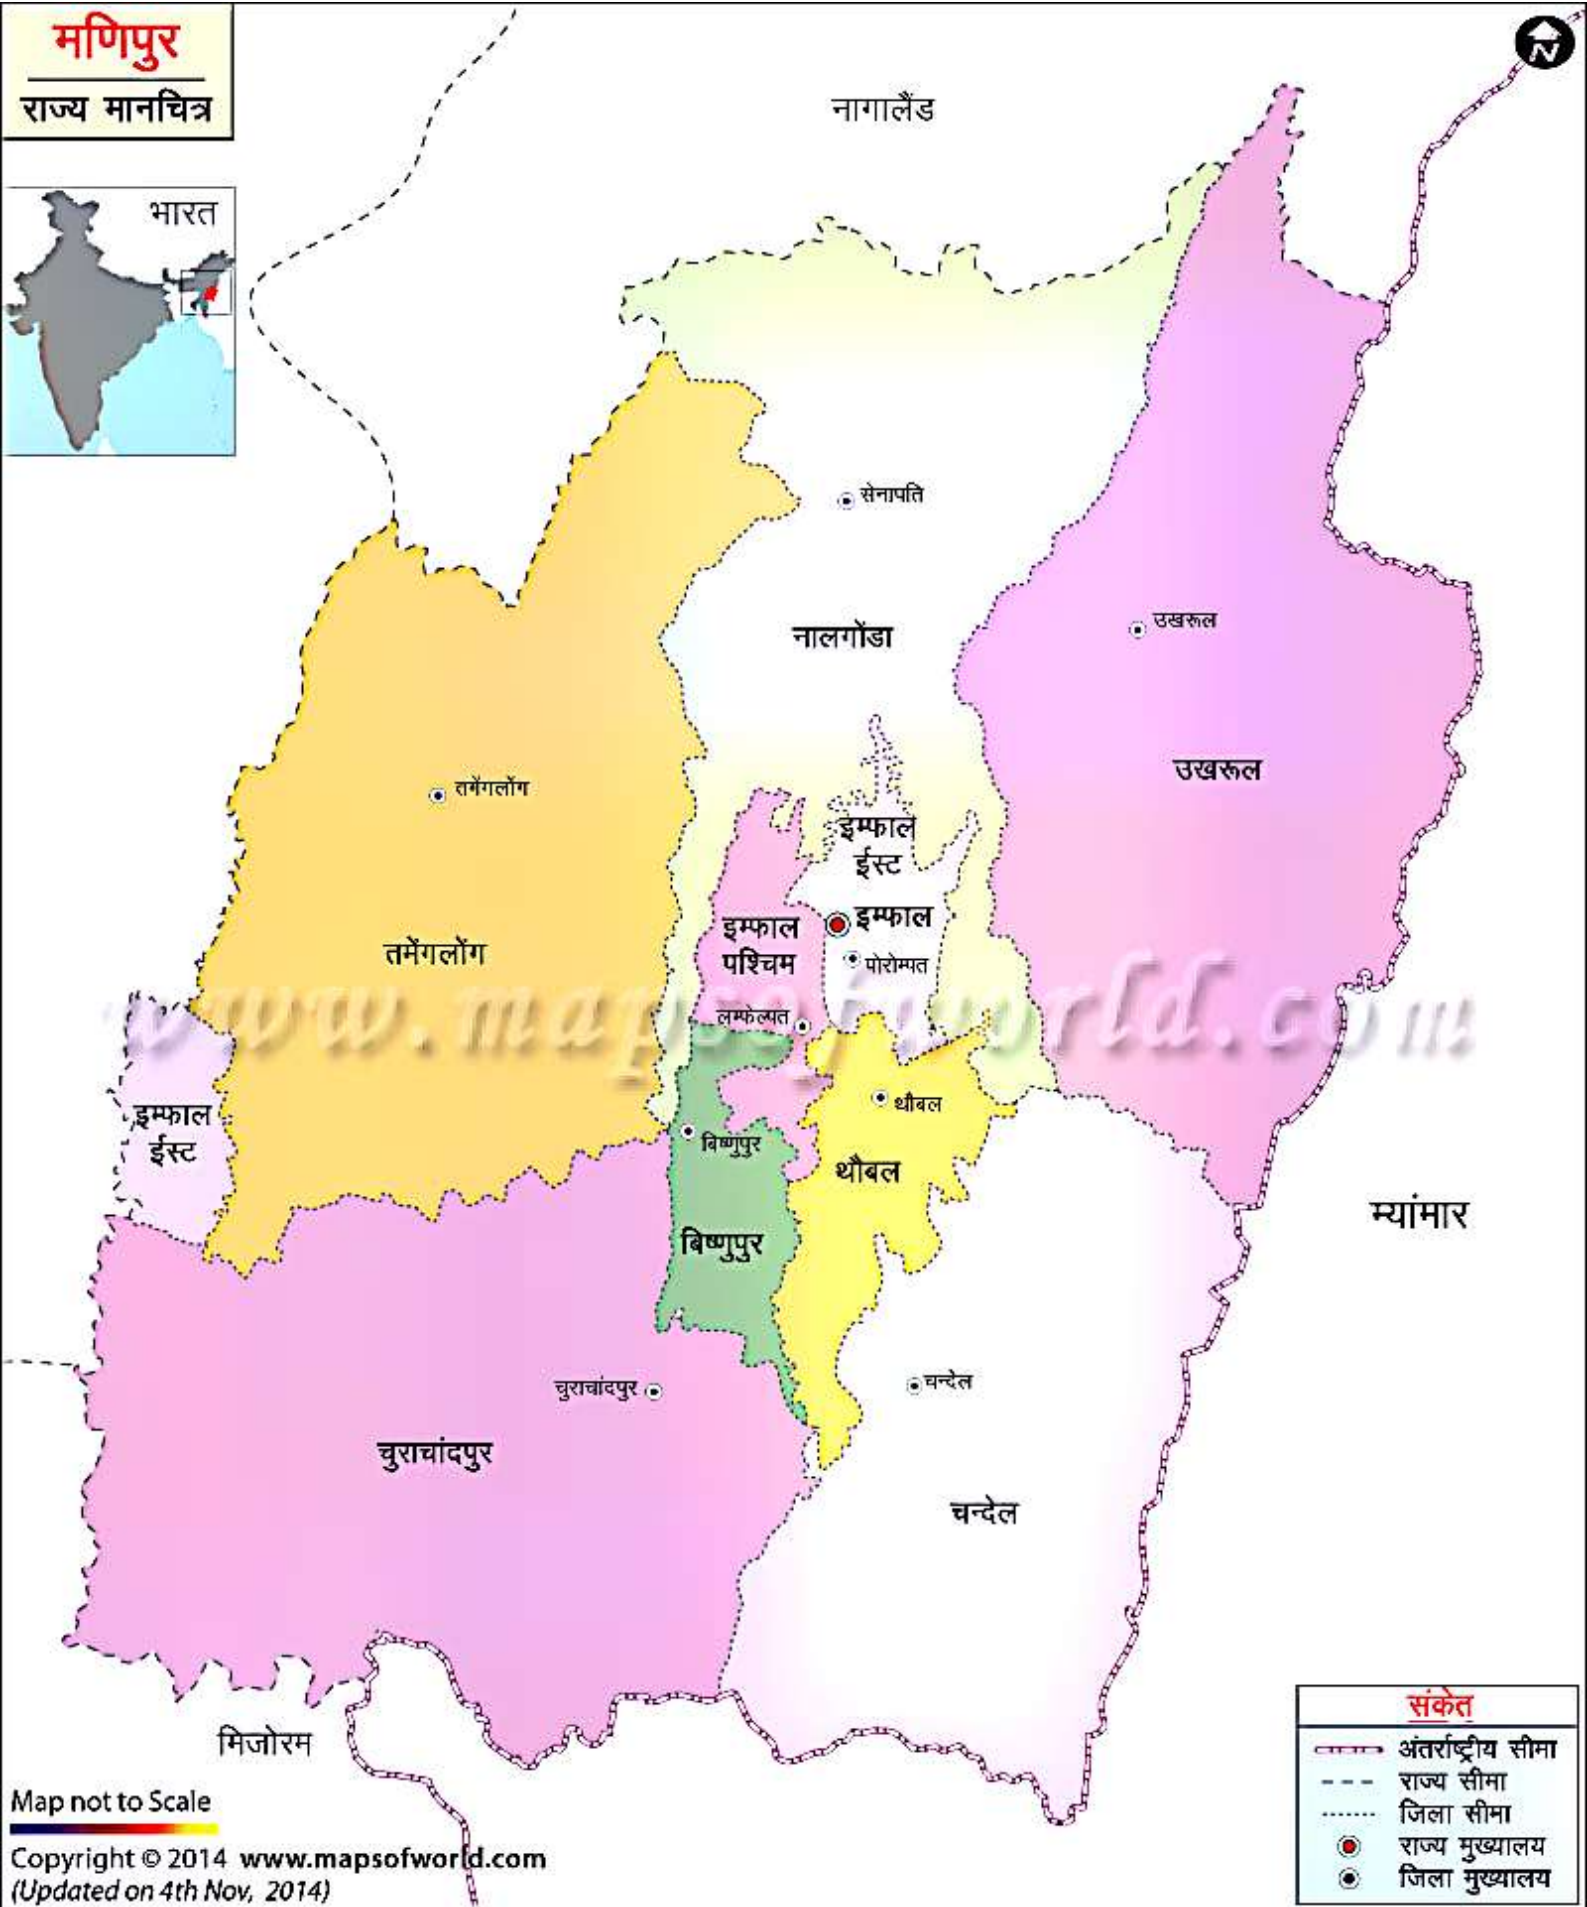 मणिपुर
राज्य मानचित्र
N
नागालैंड
भारत
सेनापति
उखरूल
नालगोंडा
उखरूल
तमेंगलोंग
इम्फाल
ईस्ट
इम्फाल
इम्फाल
पश्चिम
तमेंगलोंग
पोरोम्पत
www.mapsofworld.com
लम्फेल्पत
थौबल
इम्फाल
ईस्ट
बिष्णुपुर
थौबल
म्यांमार
बिष्णुपुर
चुराचांदपुर
चन्देल
चुराचांदपुर
चन्देल
मिजोरम
संकेत
अंतर्राष्ट्रीय सीमा
राज्य सीमा
जिला सीमा
राज्य मुख्यालय
जिला मुख्यालय
Map not to Scale
Copyright © 2014 www.mapsofworld.com
(Updated on 4th Nov, 2014)